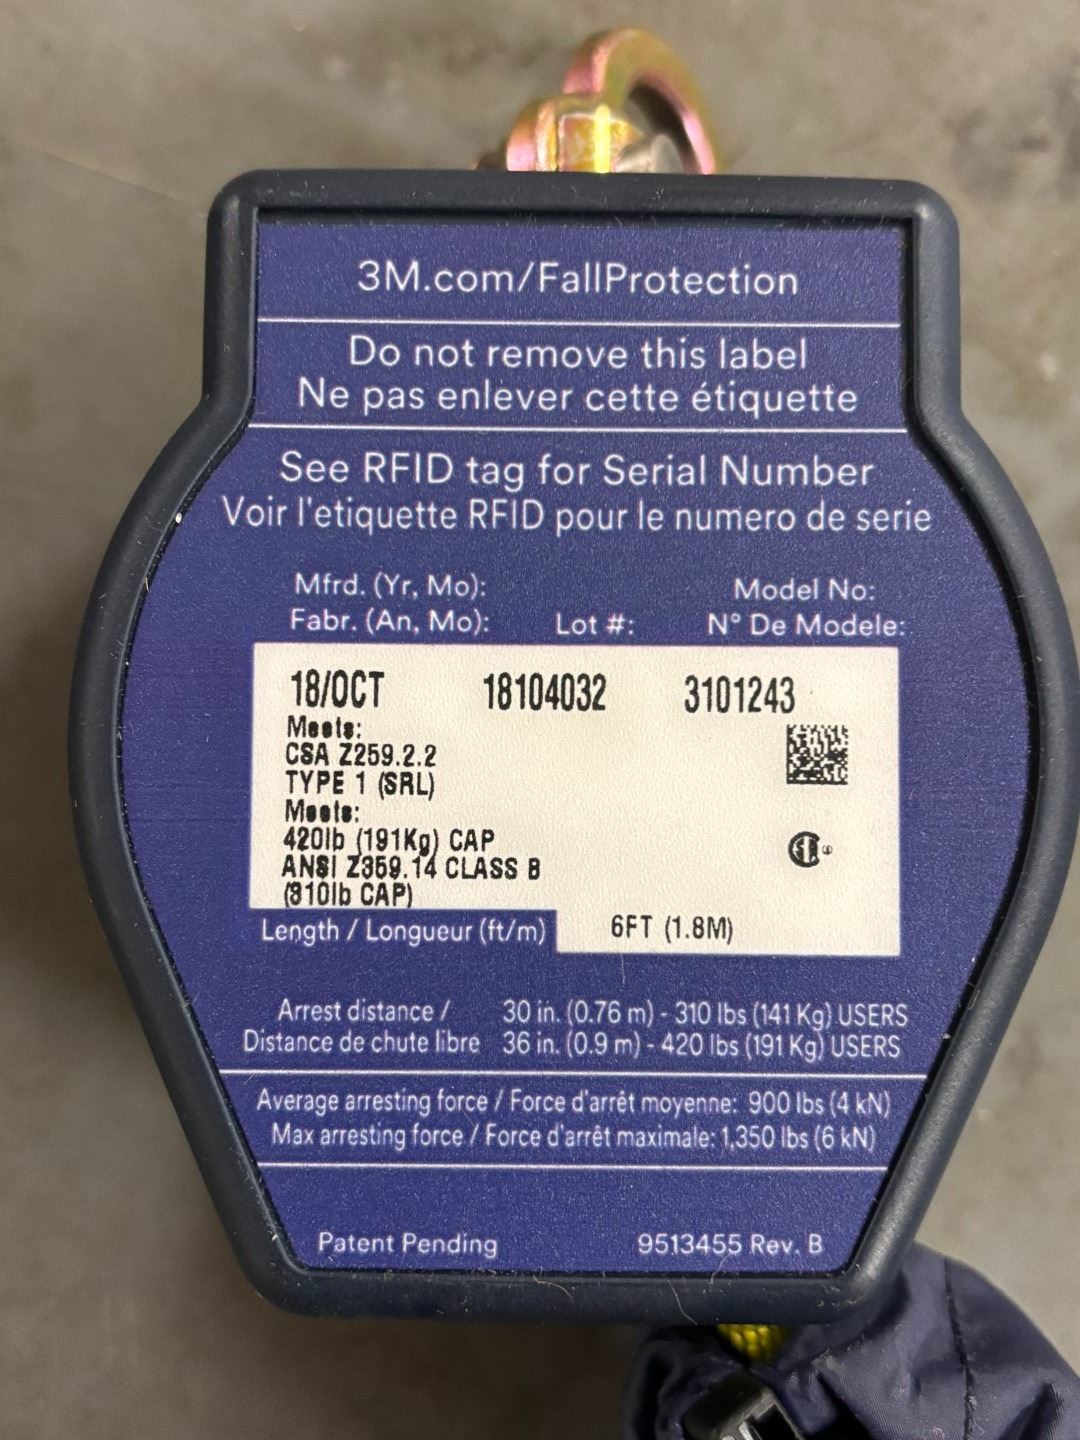 3M.com/FallProtection
Do not remove this label
Ne pas enlever cette étiquette
See RFID tag for Serial Number
Voir l'etiquette RFID pour le numero de serie
Mfrd. (Yr, Mo): Model No:
Fabr. (An, Mo): Lot #: N° De Modele:
18/OCT 18104032 3101243
Meets:
CSA Z259.2.2
TYPE 1 (SRL)
Meets:
420lb (191Kg) CAP
ANSI Z359.14 CLASS B
(310lb CAP)
Length / Longueur (ft/m) 6FT (1.8M)
Arrest distance / 30 in. (0.76 m) - 310 lbs (141 Kg) USERS
Distance de chute libre 36 in. (0.9 m) - 420 lbs (191 Kg) USERS
Average arresting force / Force d'arrêt moyenne: 900 lbs (4 kN)
Max arresting force / Force d'arrêt maximale: 1,350 lbs (6 kN)
Patent Pending 9513455 Rev. B